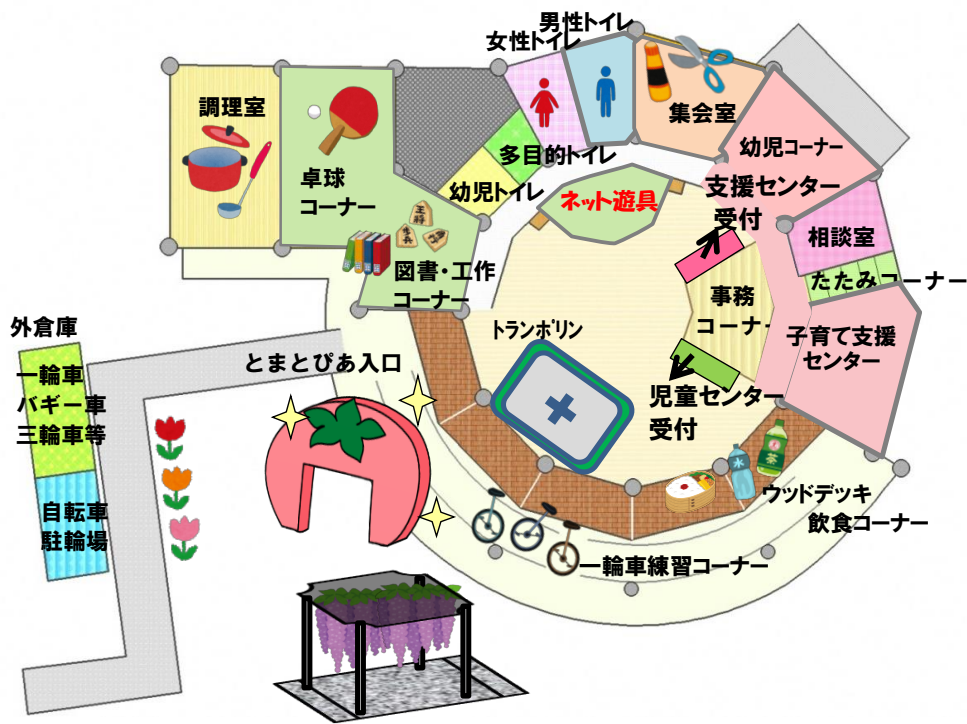 男性トイレ
女性トイレ
調理室
集会室
幼児コーナー
多目的トイレ
卓球
コーナー
幼児トイレ
ネット遊具
支援センター
受付
相談室
王将
歩兵
図書・工作
コーナー
たたみコーナー
事務
コーナー
外倉庫
トランポリン
子育て支援
センター
とまとぴあ入口
一輪車
バギー車
三輪車等
児童センター
受付
水
茶
ウッドデッキ
飲食コーナー
自転車
駐輪場
一輪車練習コーナー